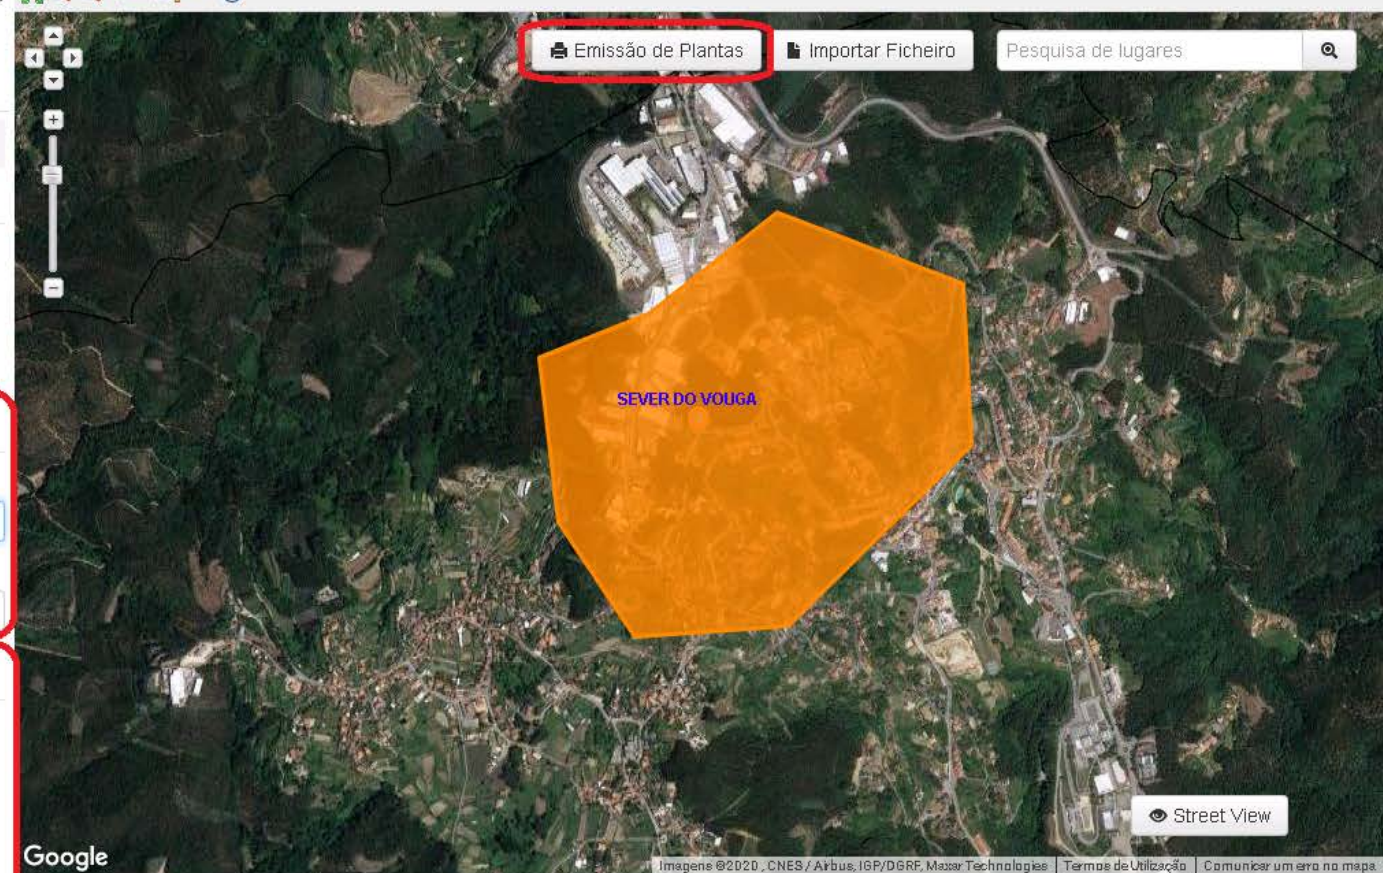 Emissão de Plantas
Importar Ficheiro
Pesquisa de lugares
SEVER DO VOUGA
Street View
Google
Imagens ©2020 , CNES / Airbus, IGP/DGRF, Maxar Technologies
Termos de Utilização
Comunicar um erro no mapa